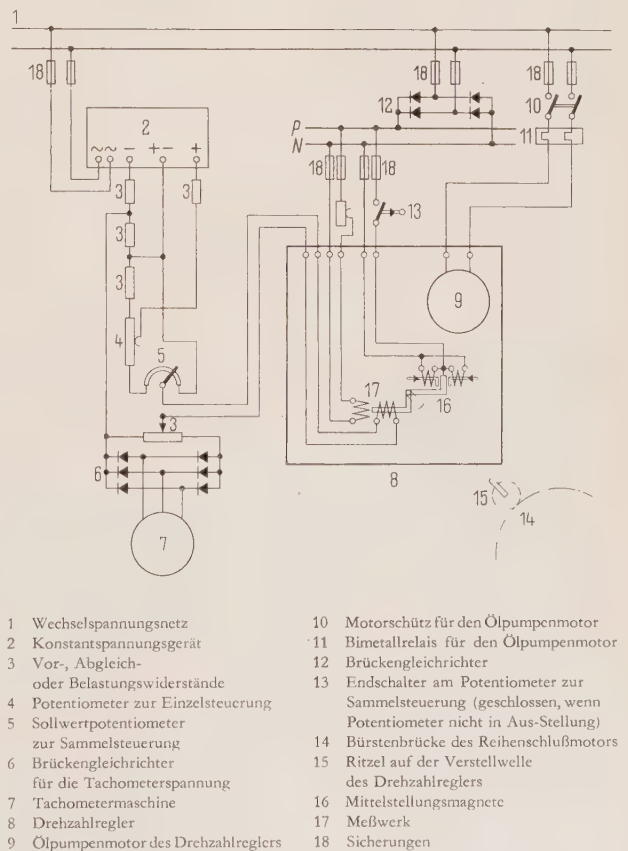 1
18
18
18
2
12
10
11
P
N
~ ~ - + - +
18
18
3
3
13
3
3
9
4
5
17
3
16
6
8
15
14
7
1 Wechselspannungsnetz
2 Konstantspannungsgerät
3 Vor-, Abgleich-
oder Belastungswiderstände
4 Potentiometer zur Einzelsteuerung
5 Sollwertpotentiometer
zur Sammelsteuerung
6 Brückengleichrichter
für die Tachometerspannung
7 Tachometermaschine
8 Drehzahlregler
9 Ölpumpenmotor des Drehzahlreglers
10 Motorschütz für den Ölpumpenmotor
11 Bimetallrelais für den Ölpumpenmotor
12 Brückengleichrichter
13 Endschalter am Potentiometer zur
Sammelsteuerung (geschlossen, wenn
Potentiometer nicht in Aus-Stellung)
14 Bürstenbrücke des Reihenschlußmotors
15 Ritzel auf der Verstellwelle
des Drehzahlreglers
16 Mittelstellungsmagnete
17 Meßwerk
18 Sicherungen